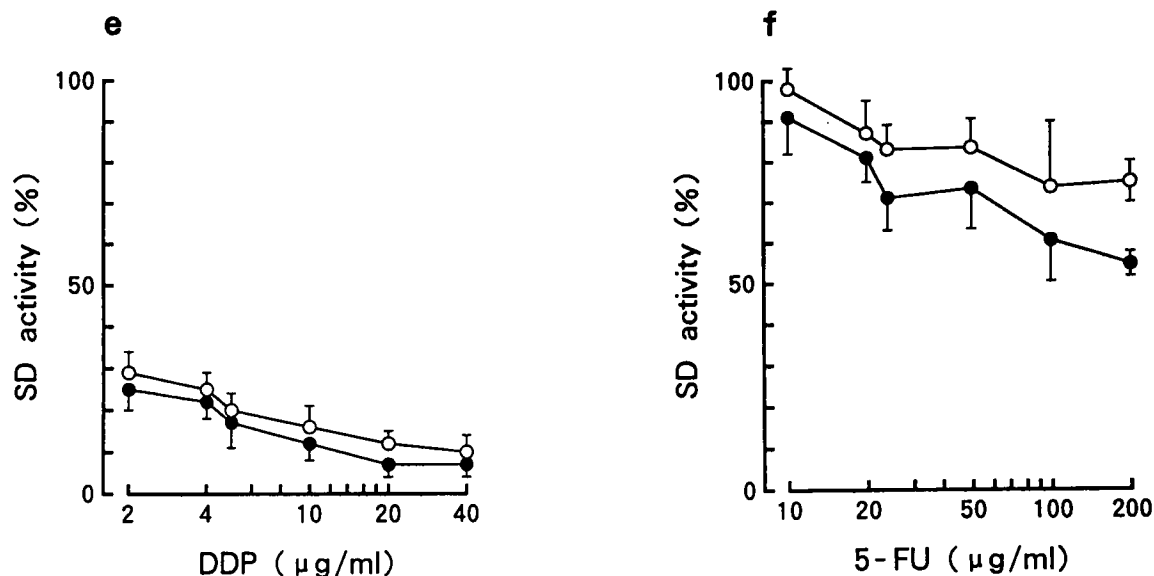 e
f
100
50
0
SD activity (%)
2 4 10 20 40
DDP ( μg/ml)
100
50
0
SD activity (%)
10 20 50 100 200
5-FU ( μg/ml)